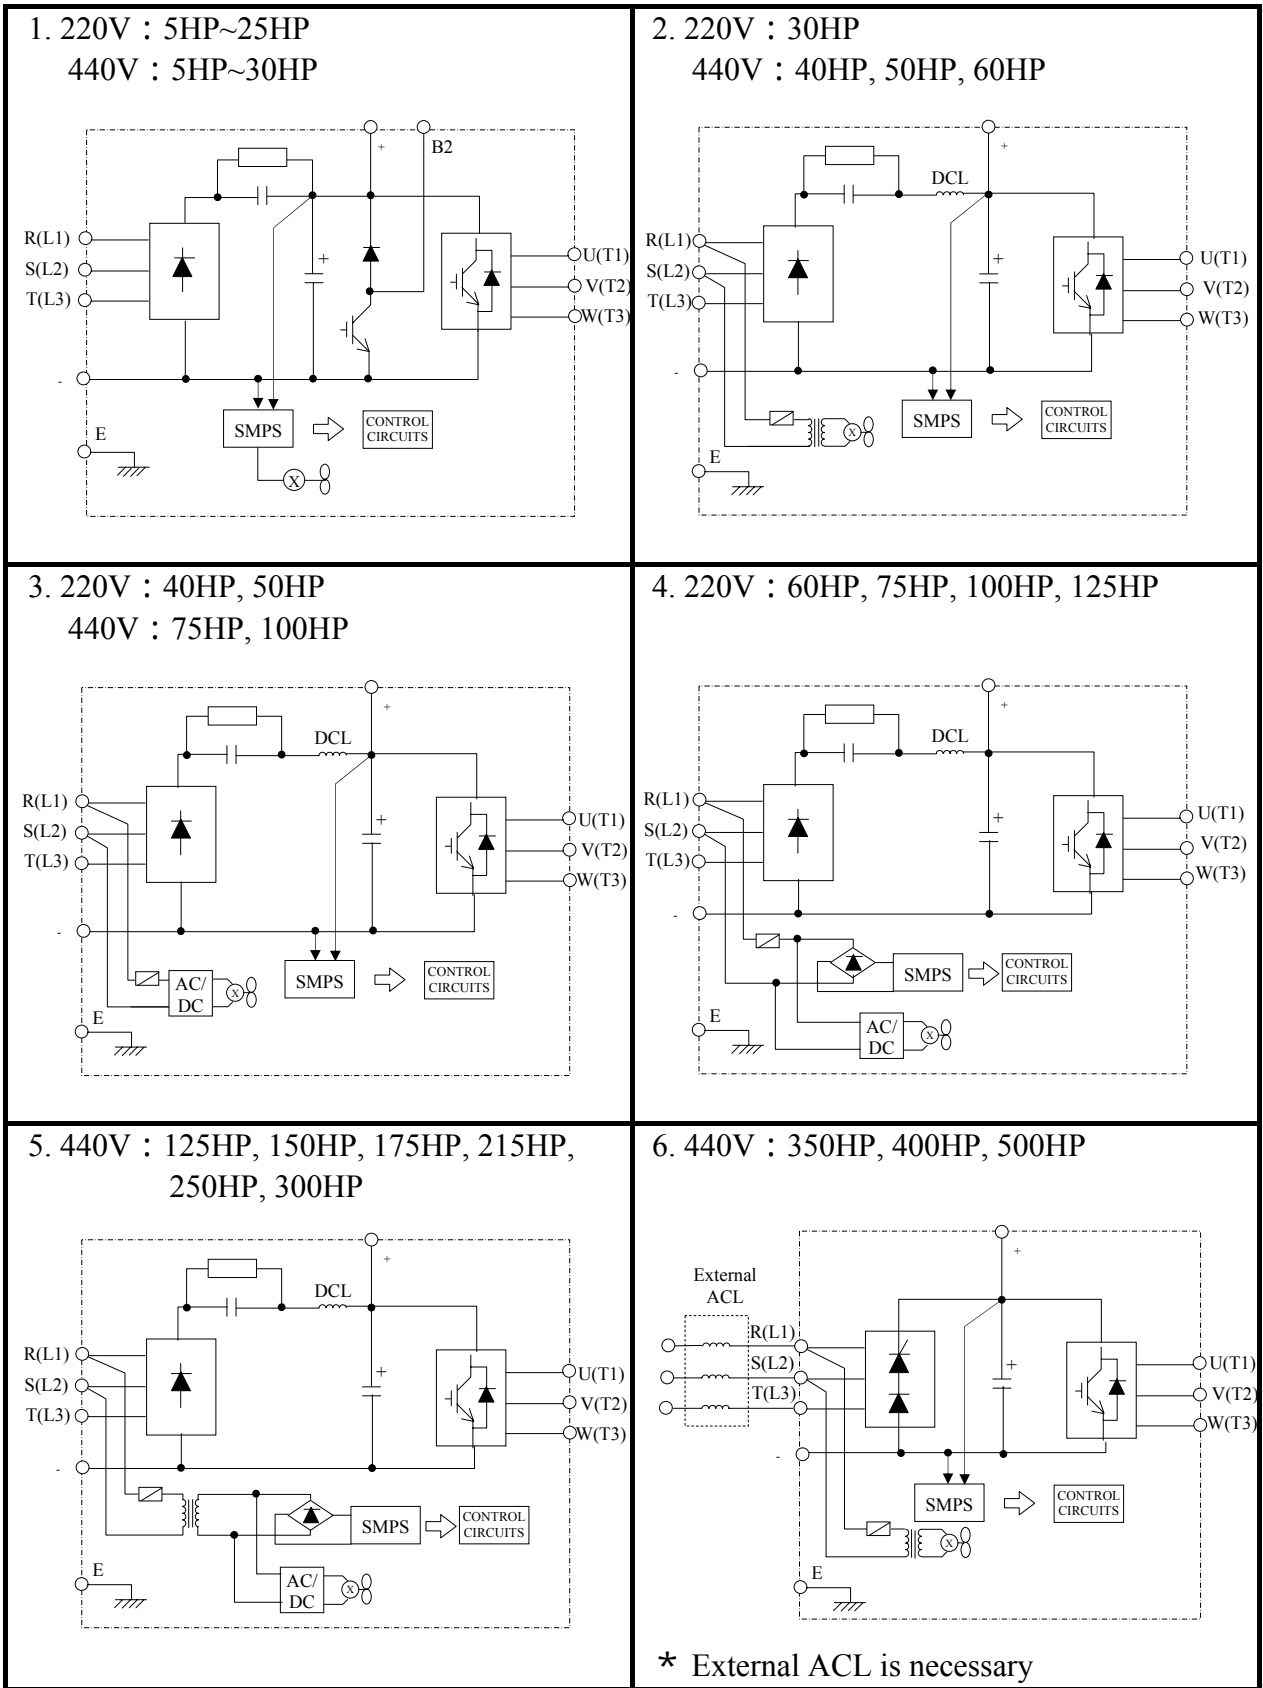 1. 220V：5HP~25HP
440V：5HP~30HP
+
B2
R(L1)
S(L2)
T(L3)
+
U(T1)
V(T2)
W(T3)
-
SMPS
CONTROL
CIRCUITS
E
X
2. 220V：30HP
440V：40HP, 50HP, 60HP
+
DCL
R(L1)
S(L2)
T(L3)
+
U(T1)
V(T2)
W(T3)
-
SMPS
CONTROL
CIRCUITS
X
E
3. 220V：40HP, 50HP
440V：75HP, 100HP
+
DCL
R(L1)
S(L2)
T(L3)
+
U(T1)
V(T2)
W(T3)
-
AC/
DC
X
SMPS
CONTROL
CIRCUITS
E
4. 220V：60HP, 75HP, 100HP, 125HP
+
DCL
R(L1)
S(L2)
T(L3)
+
U(T1)
V(T2)
W(T3)
-
SMPS
CONTROL
CIRCUITS
E
AC/
DC
X
5. 440V：125HP, 150HP, 175HP, 215HP,
250HP, 300HP
+
DCL
R(L1)
S(L2)
T(L3)
+
U(T1)
V(T2)
W(T3)
-
SMPS
CONTROL
CIRCUITS
E
AC/
DC
X
6. 440V：350HP, 400HP, 500HP
+
External
ACL
R(L1)
S(L2)
T(L3)
+
U(T1)
V(T2)
W(T3)
-
SMPS
CONTROL
CIRCUITS
X
E
* External ACL is necessary